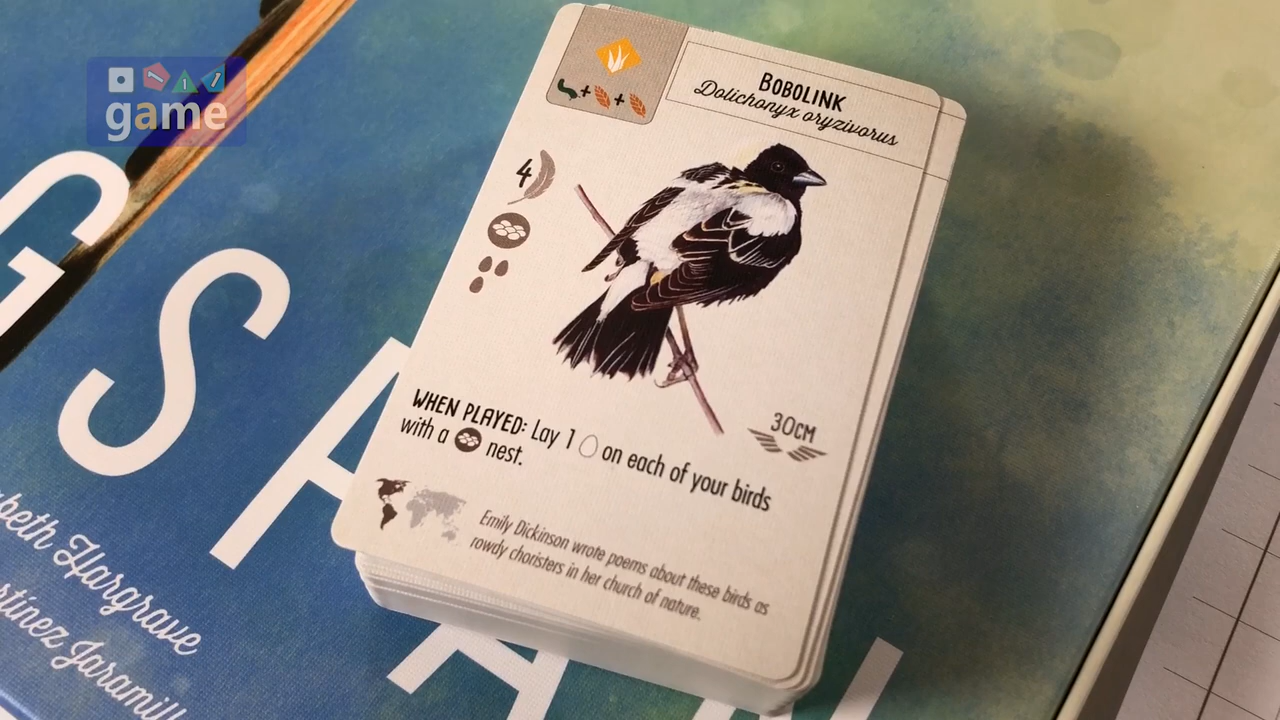 game
BOBOLINK
Dolichonyx oryzivorus
+ +
4
WHEN PLAYED: Lay 1 on each of your birds
with a nest.
30CM
Emily Dickinson wrote poems about these birds as
rowdy choristers in her church of nature.
G S P A N
beth Hargrave
Jaramill